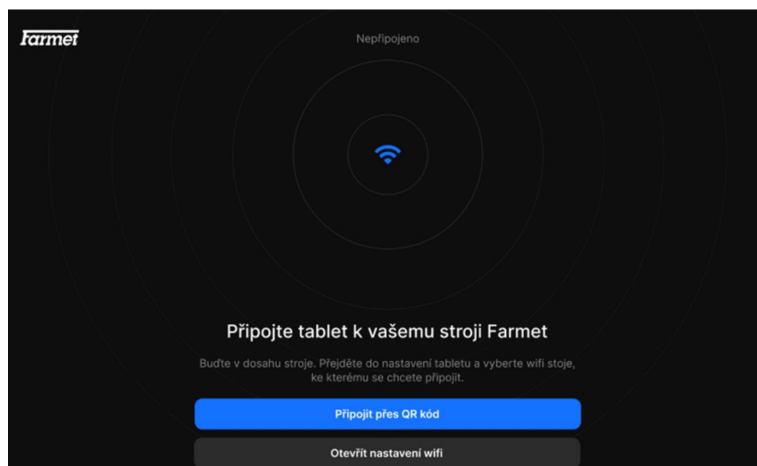 Farmet
Nepřipojeno
Připojte tablet k vašemu stroji Farmet
Buďte v dosahu stroje. Přejděte do nastavení tabletu a vyberte wifi stoje,
ke kterému se chcete připojit.
Připojit přes QR kód
Otevřít nastavení wifi